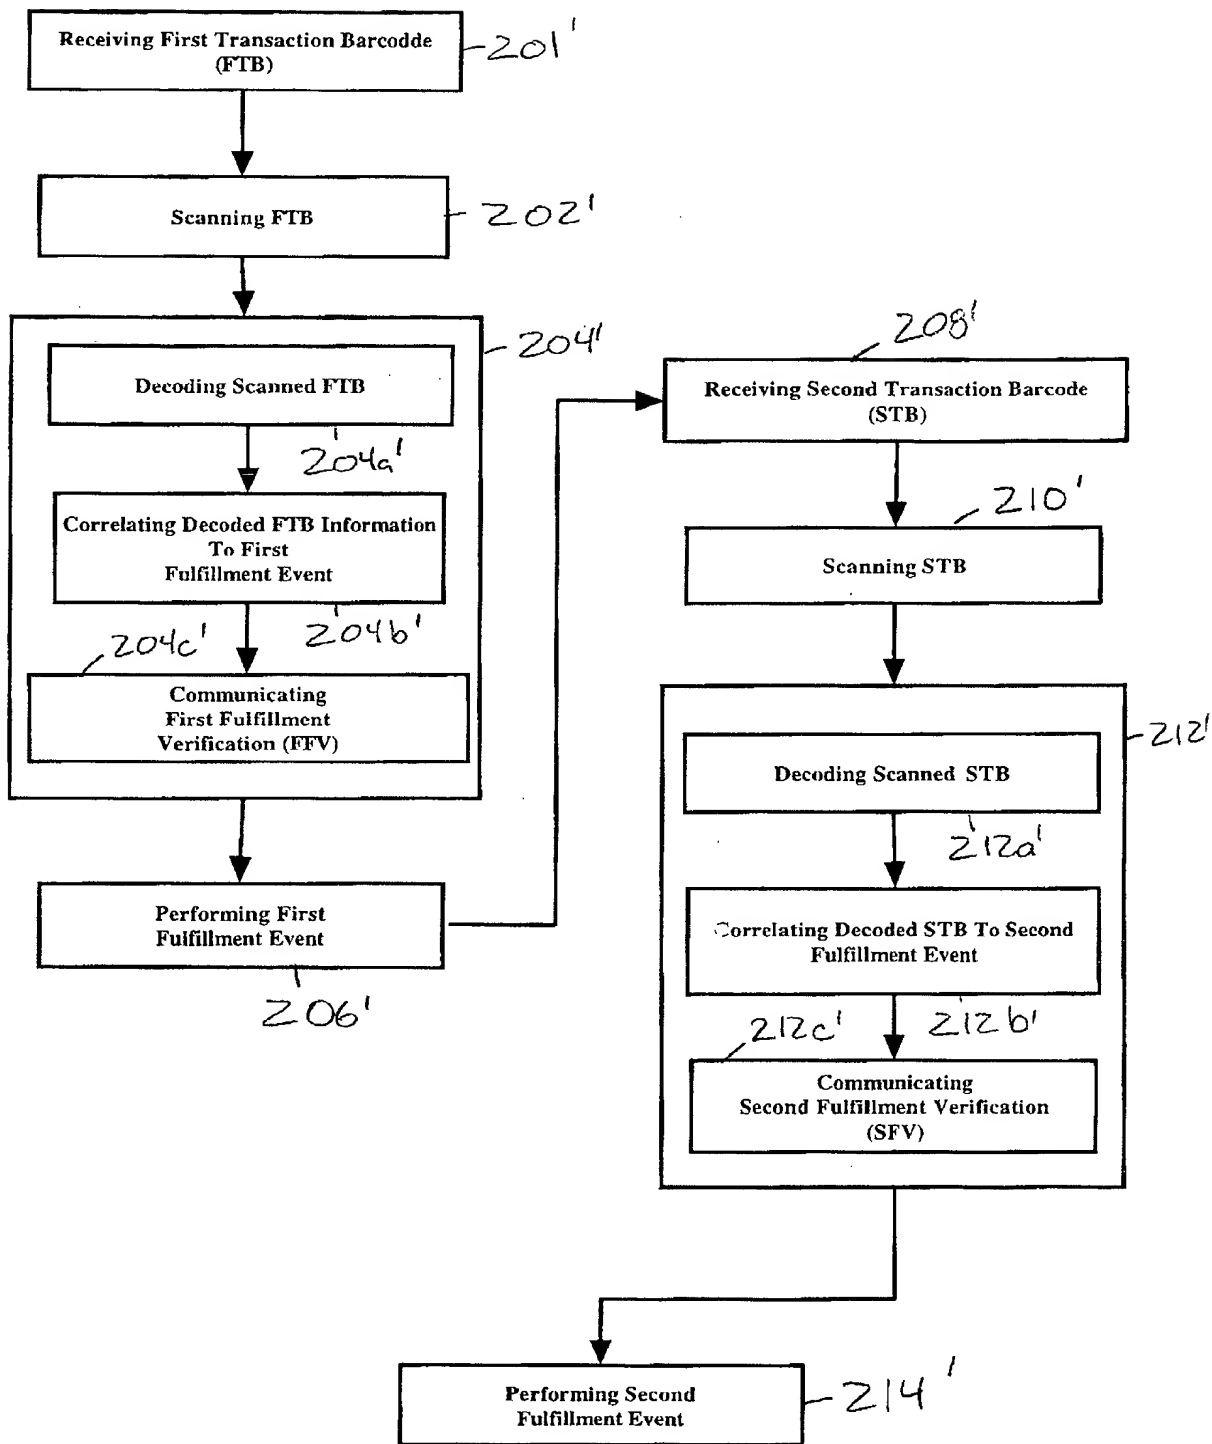 Receiving First Transaction Barcodde
(FTB)
201'
Scanning FTB
202'
204'
Decoding Scanned FTB
204a'
Correlating Decoded FTB Information
To First
Fulfillment Event
204b'
204c'
Communicating
First Fulfillment
Verification (FFV)
Performing First
Fulfillment Event
206'
208'
Receiving Second Transaction Barcode
(STB)
210'
Scanning STB
212'
Decoding Scanned STB
212a'
Correlating Decoded STB To Second
Fulfillment Event
212b'
212c'
Communicating
Second Fulfillment Verification
(SFV)
Performing Second
Fulfillment Event
214'